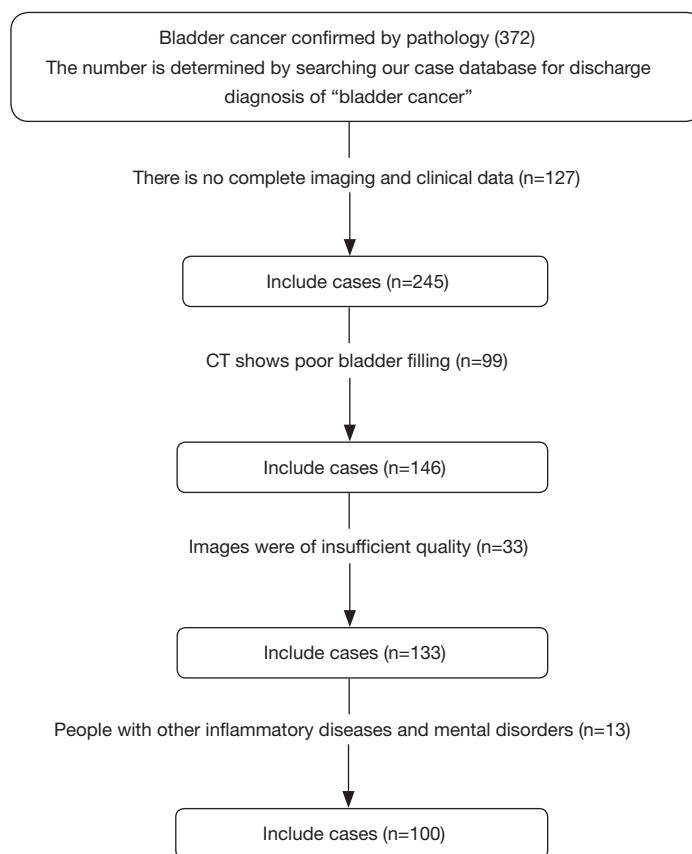 Bladder cancer confirmed by pathology (372)
The number is determined by searching our case database for discharge
diagnosis of “bladder cancer”
There is no complete imaging and clinical data (n=127)
Include cases (n=245)
CT shows poor bladder filling (n=99)
Include cases (n=146)
Images were of insufficient quality (n=33)
Include cases (n=133)
People with other inflammatory diseases and mental disorders (n=13)
Include cases (n=100)